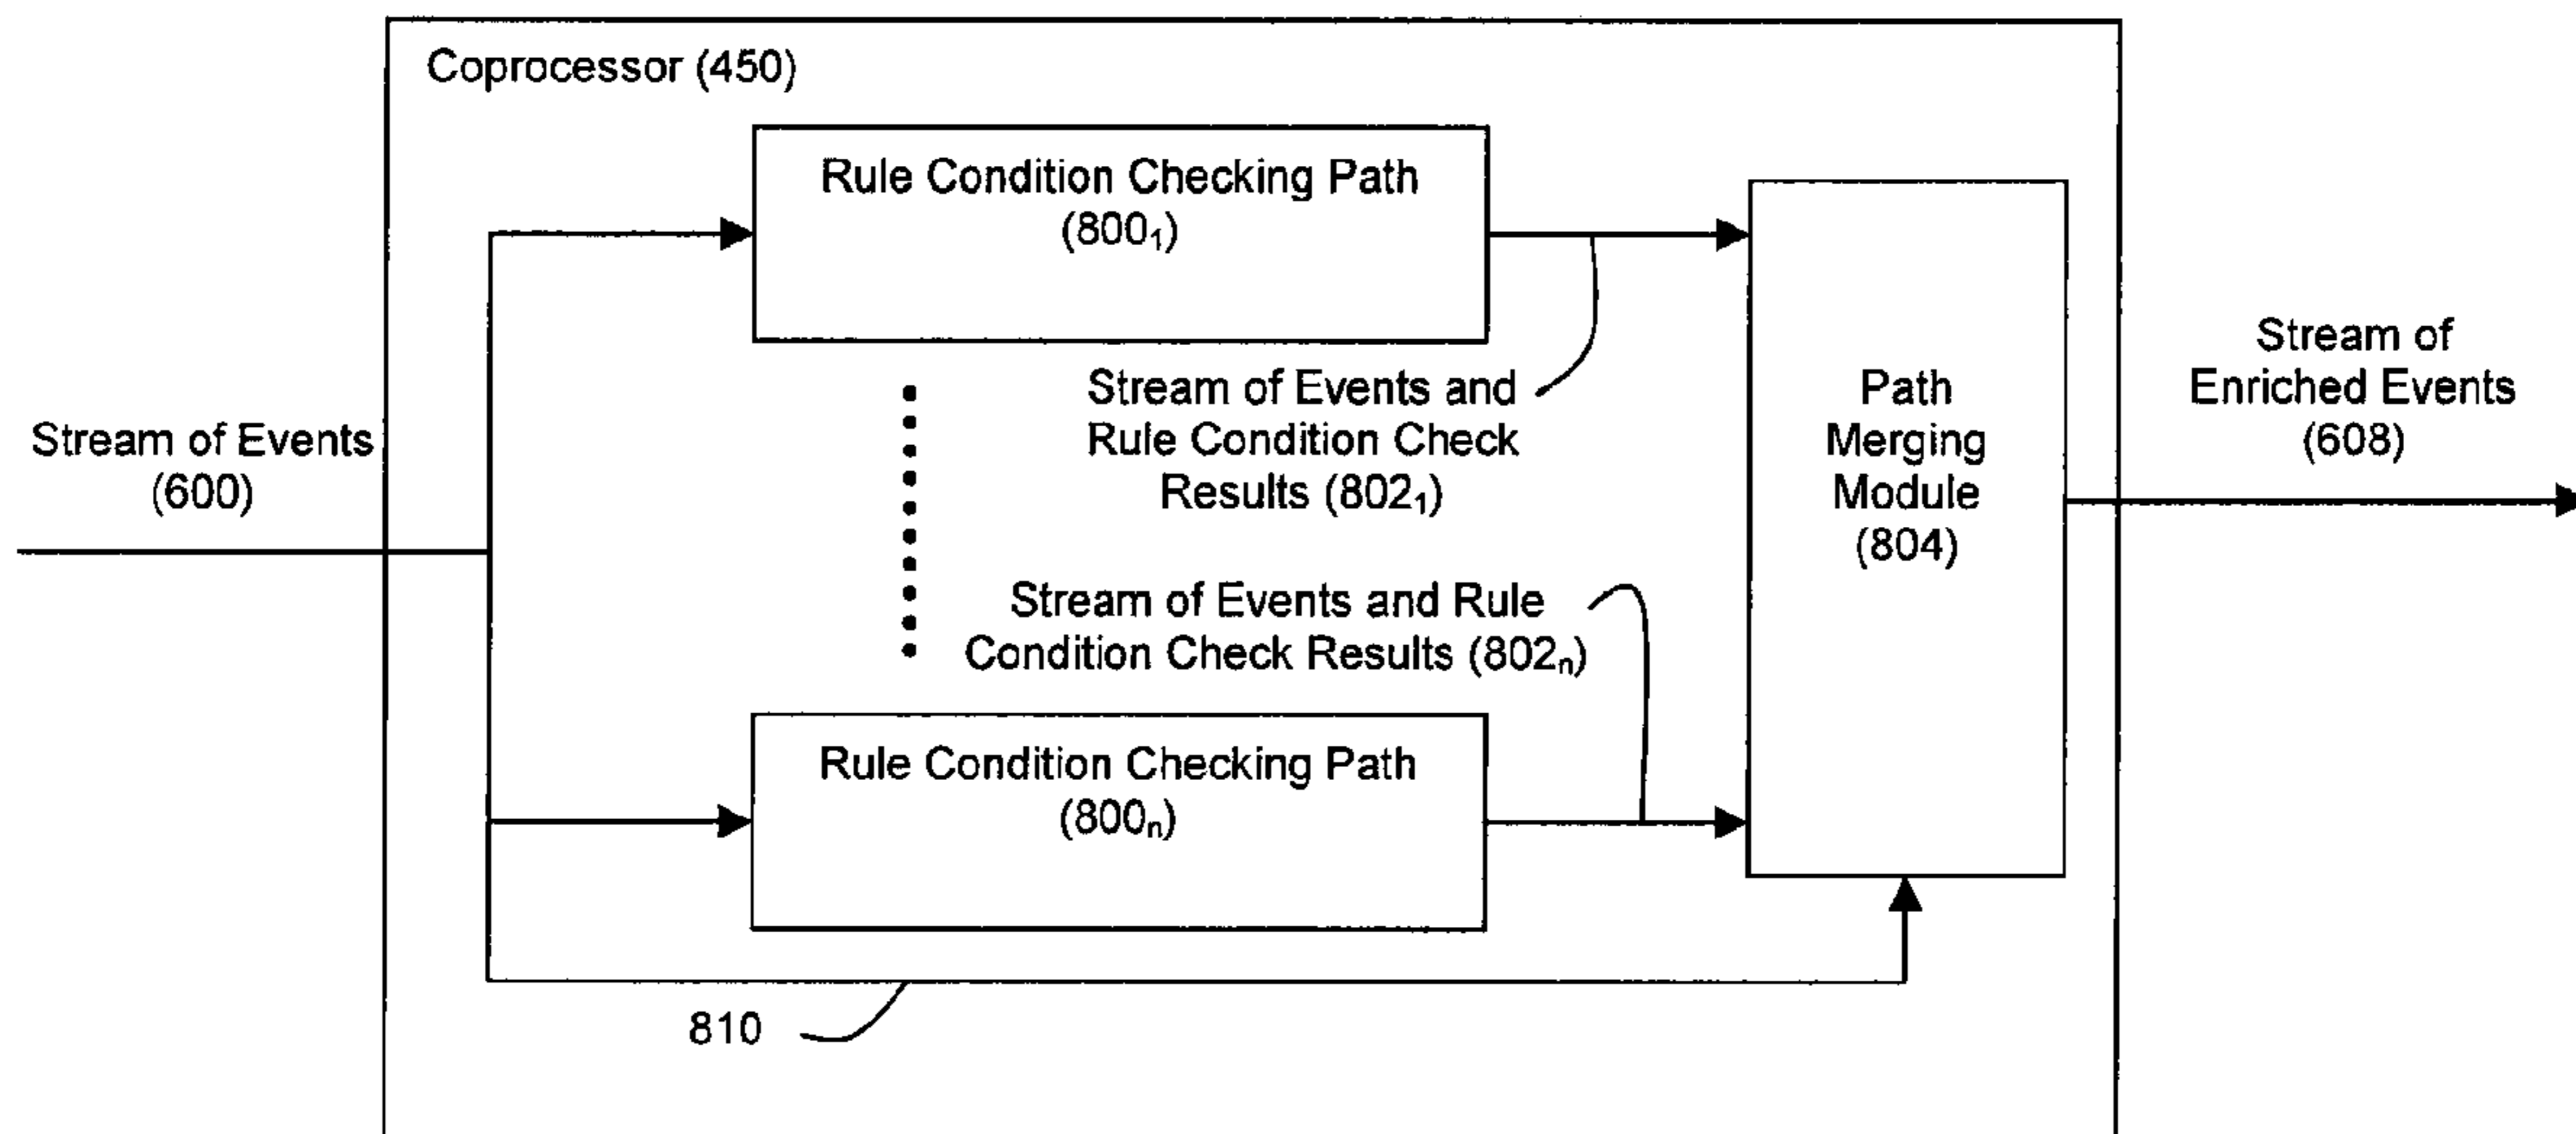 Coprocessor (450)
Rule Condition Checking Path
(800₁)
Stream of Events
(600)
Stream of Events and
Rule Condition Check
Results (802₁)
Path
Merging
Module
(804)
Stream of
Enriched Events
(608)
Stream of Events and Rule
Condition Check Results (802ₙ)
Rule Condition Checking Path
(800ₙ)
810